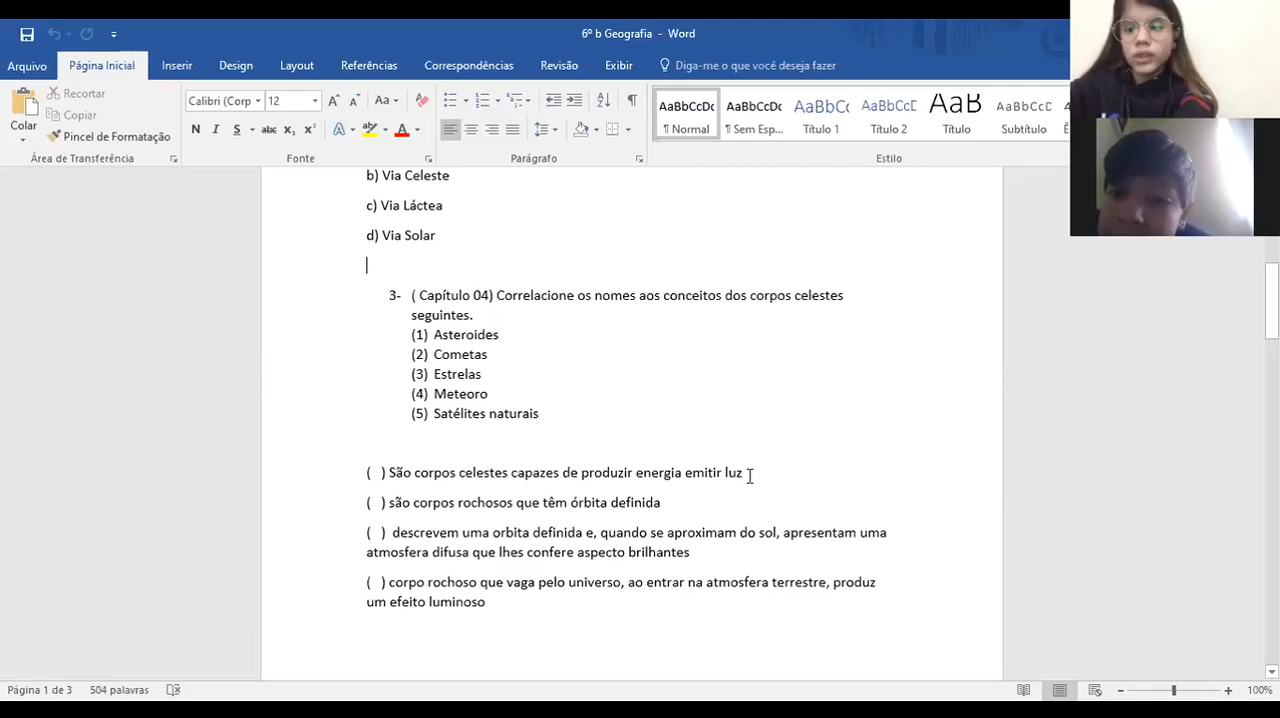 6º b Geografia - Word
Arquivo Página Inicial Inserir Design Layout Referências Correspondências Revisão Exibir Diga-me o que você deseja fazer
Colar
Recortar
Copiar
Pincel de Formatação
Área de Transferência
Calibri (Corp 12
N I S abc x₂ x²
Fonte
Parágrafo
AaBbCcDc AaBbCcDc AaBbCc AaBbCcD AaB AaBbCcD
¶ Normal ¶ Sem Esp... Título 1 Título 2 Título Subtítulo
Estilo
b) Via Celeste
c) Via Láctea
d) Via Solar
3- ( Capítulo 04) Correlacione os nomes aos conceitos dos corpos celestes
seguintes.
(1) Asteroides
(2) Cometas
(3) Estrelas
(4) Meteoro
(5) Satélites naturais
( ) São corpos celestes capazes de produzir energia emitir luz
( ) são corpos rochosos que têm órbita definida
( ) descrevem uma orbita definida e, quando se aproximam do sol, apresentam uma
atmosfera difusa que lhes confere aspecto brilhantes
( ) corpo rochoso que vaga pelo universo, ao entrar na atmosfera terrestre, produz
um efeito luminoso
Página 1 de 3 504 palavras 100%